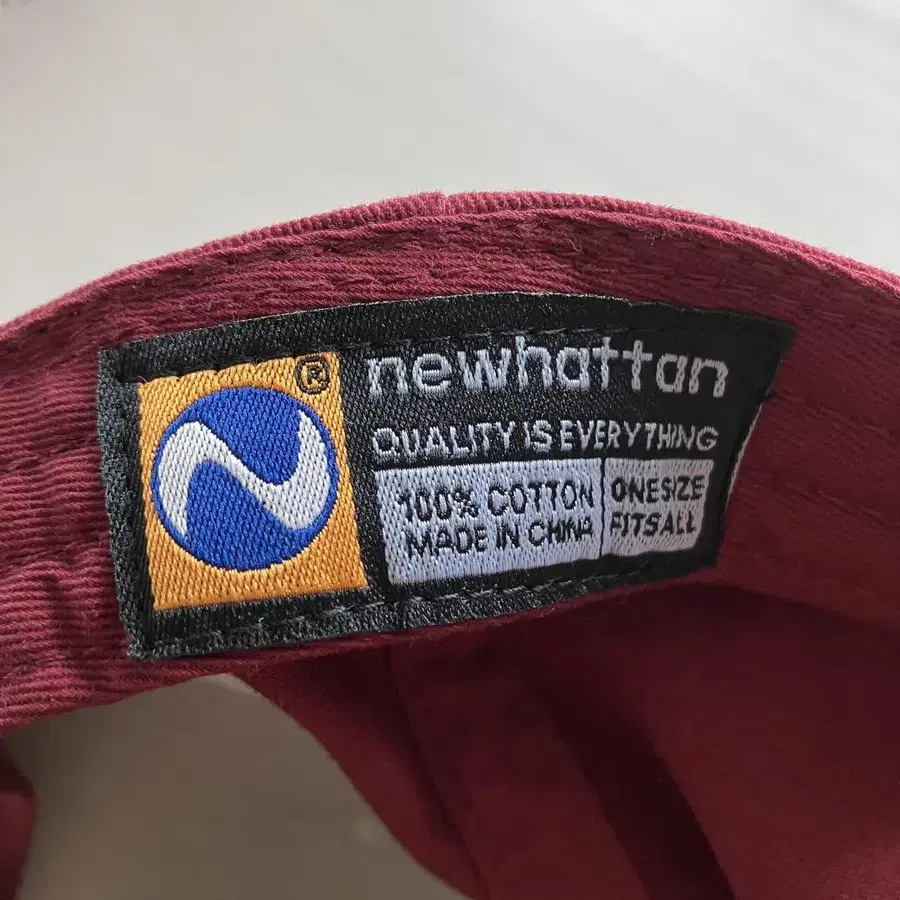 ®
newhattan
QUALITY IS EVERYTHING
100% COTTON
MADE IN CHINA
ONE SIZE
FITS ALL